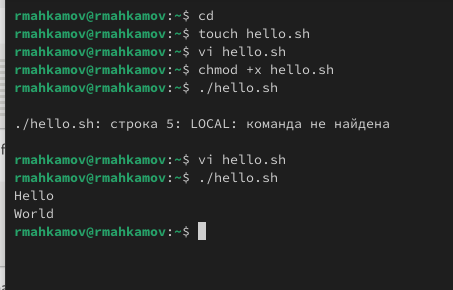 rmahkamov@rmahkamov:~$ cd
rmahkamov@rmahkamov:~$ touch hello.sh
rmahkamov@rmahkamov:~$ vi hello.sh
rmahkamov@rmahkamov:~$ chmod +x hello.sh
rmahkamov@rmahkamov:~$ ./hello.sh
./hello.sh: строка 5: LOCAL: команда не найдена
rmahkamov@rmahkamov:~$ vi hello.sh
rmahkamov@rmahkamov:~$ ./hello.sh
Hello
World
rmahkamov@rmahkamov:~$